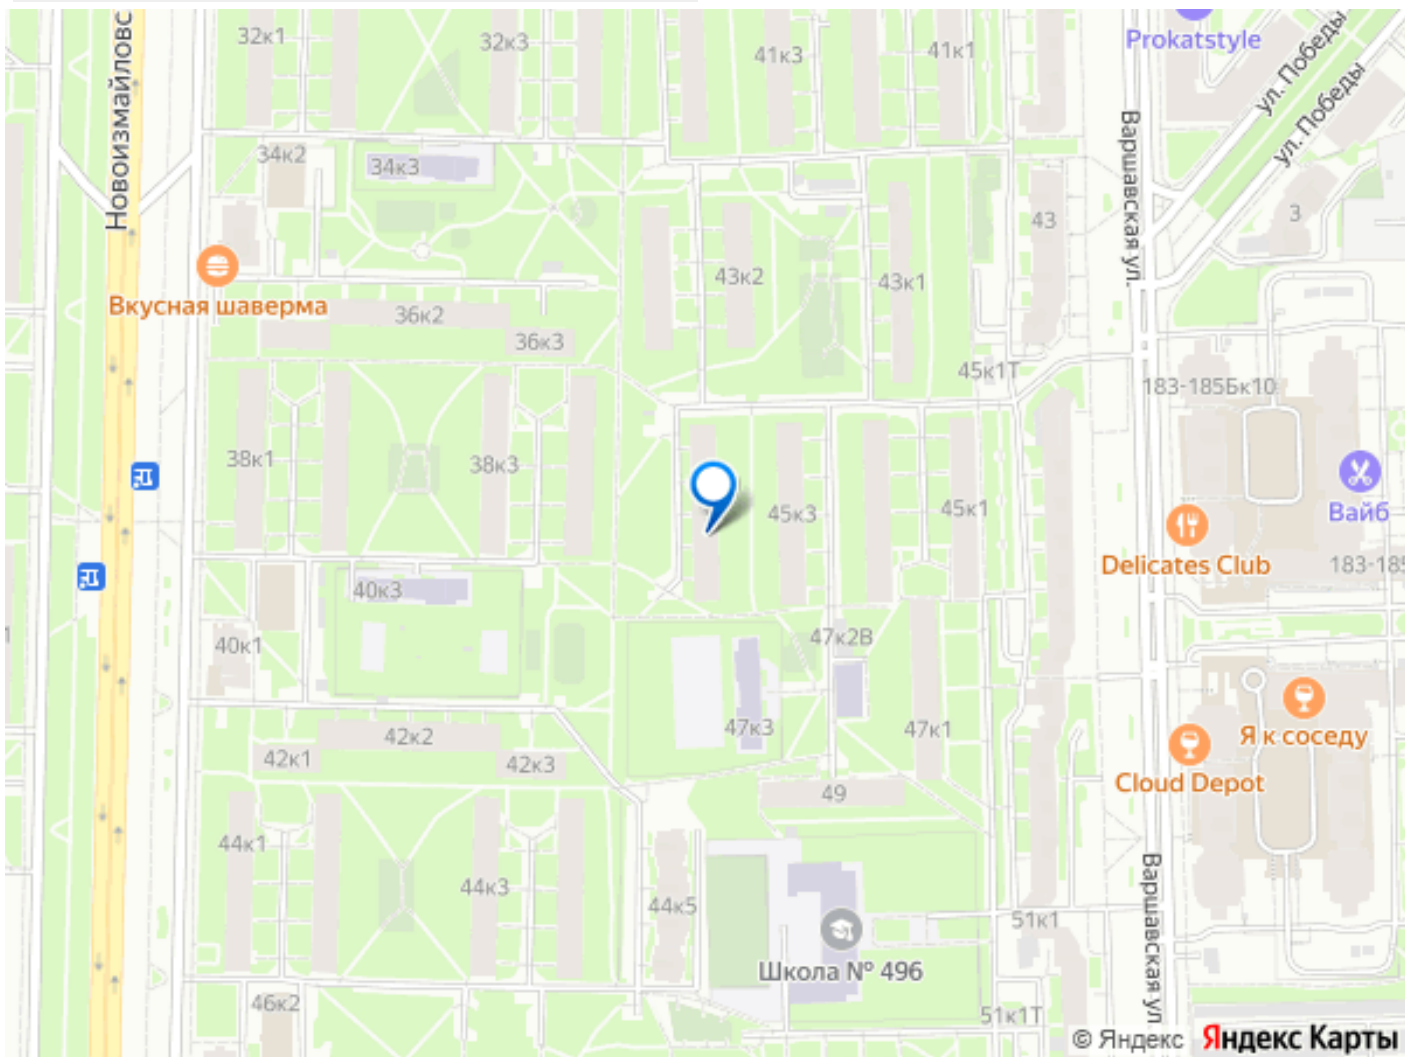 32к1
32к3
41к3
41к1
Prokatstyle
ул. Победы
ул. Победы
Новоизмайловс
Варшавская ул.
34к2
34к3
43
3
43к2
43к1
Вкусная шаверма
36к2
36к3
45к1Т
183-185Бк10
38к1
38к3
45к3
45к1
Вайб
Delicates Club
183-185
40к3
1
40к1
47к2В
47к3
47к1
42к1
42к2
42к3
Я к соседу
Cloud Depot
49
44к1
44к3
44к5
51к1
Варшавская ул
Школа № 496
46к2
51к1Т
© Яндекс Яндекс Карты